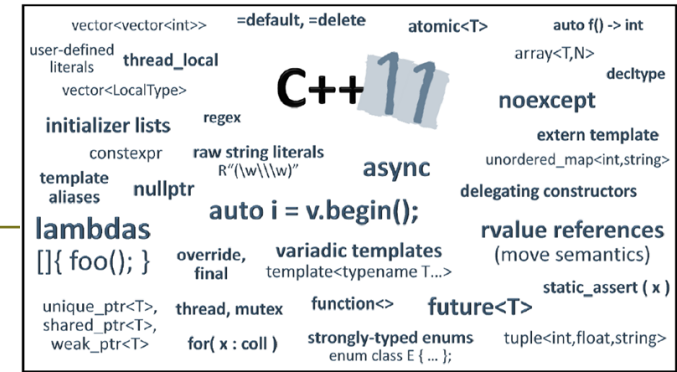 vector<vector<int>>
=default, =delete
atomic<T>
auto f() -> int
user-defined
literals
thread_local
array<T,N>
decltype
vector<LocalType>
C++11
noexcept
initializer lists
regex
extern template
constexpr
raw string literals
R"(\w\\\w)"
async
unordered_map<int,string>
template
aliases
nullptr
delegating constructors
auto i = v.begin();
lambdas
[]{ foo(); }
override,
final
variadic templates
template<typename T...>
rvalue references
(move semantics)
static_assert ( x )
unique_ptr<T>,
shared_ptr<T>,
weak_ptr<T>
thread, mutex
function<>
future<T>
for( x : coll )
strongly-typed enums
enum class E { ... };
tuple<int,float,string>